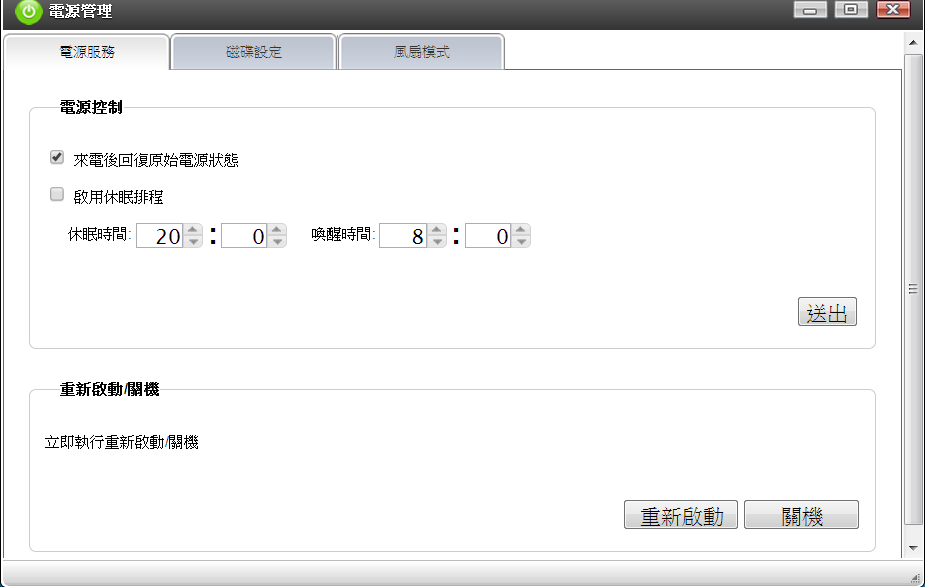 電源管理
電源服務 磁碟設定 風扇模式
電源控制
來電後回復原始電源狀態
啟用休眠排程
休眠時間: 20 : 0 喚醒時間: 8 : 0
送出
重新啟動/關機
立即執行重新啟動/關機
重新啟動 關機